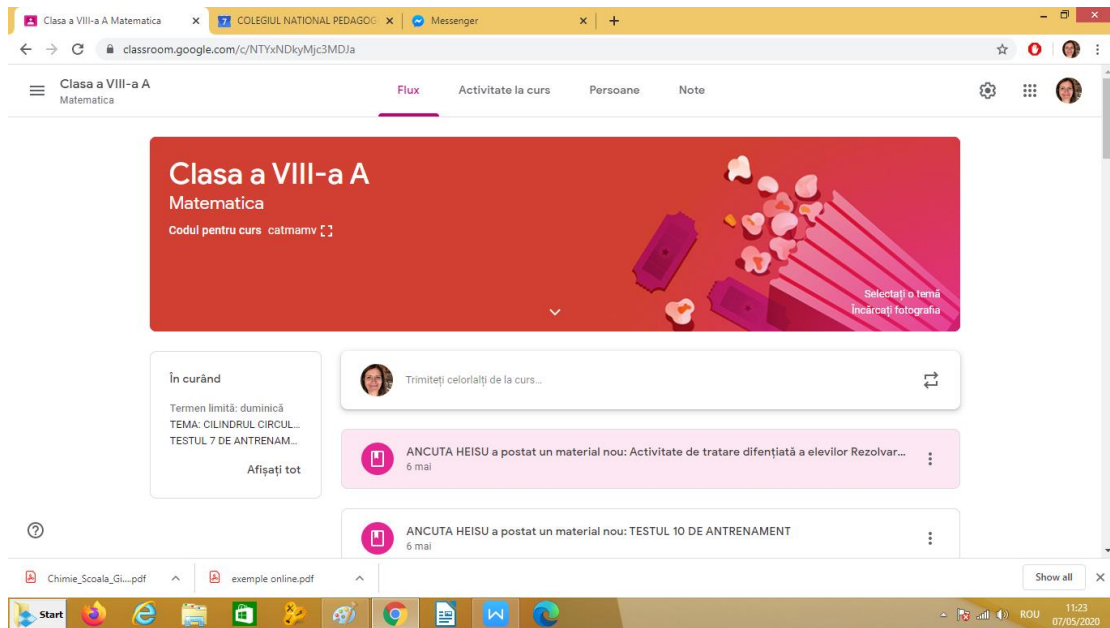 Clasa a VIII-a A Matematica
COLEGIUL NATIONAL PEDAGOG
Messenger
classroom.google.com/c/NTYxNDkyMjc3MDJa
Clasa a VIII-a A
Matematica
Flux
Activitate la curs
Persoane
Note
Clasa a VIII-a A
Matematica
Codul pentru curs catmamv
Selectați o temă
Încărcați fotografia
În curând
Termen limită: duminică
TEMA: CILINDRUL CIRCUL...
TESTUL 7 DE ANTRENAM...
Afișați tot
Trimiteți celorlalți de la curs...
ANCUTA HEISU a postat un material nou: Activitate de tratare difențiată a elevilor Rezolvar...
6 mai
ANCUTA HEISU a postat un material nou: TESTUL 10 DE ANTRENAMENT
6 mai
Chimie_Scoala_Gi....pdf
exemple online.pdf
Show all
Start
ROU
11:23
07/05/2020